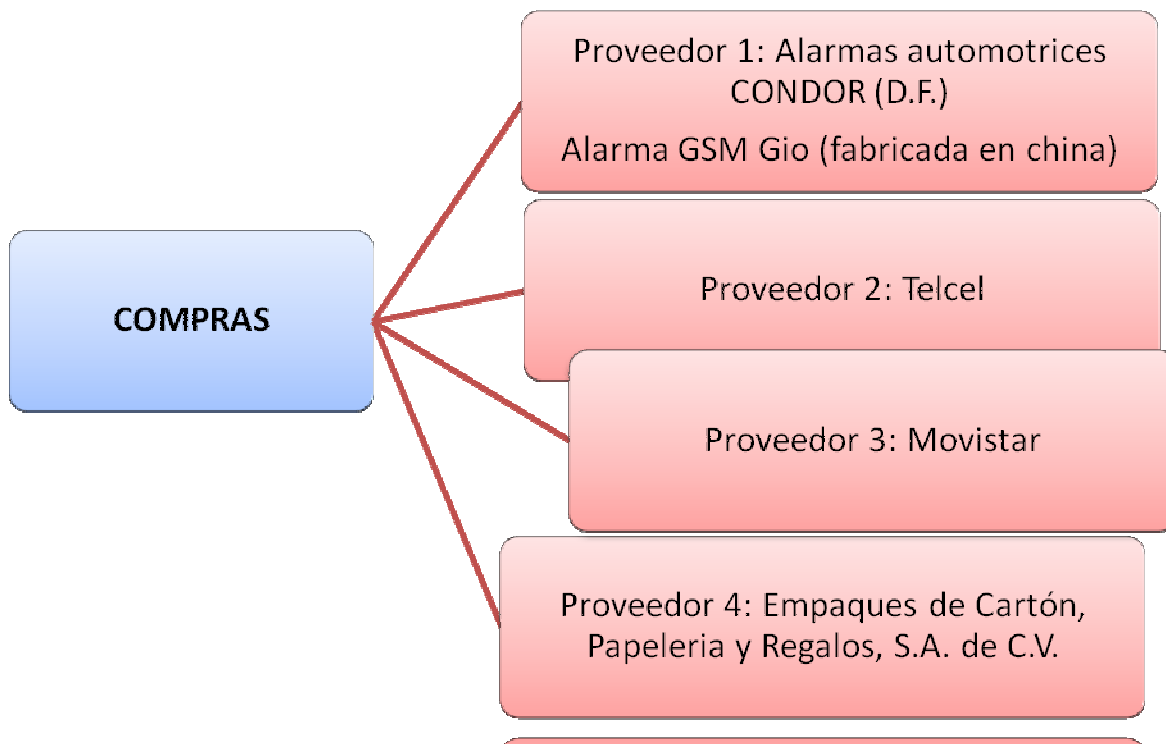 COMPRAS
Proveedor 1: Alarmas automotrices
CONDOR (D.F.)
Alarma GSM Gio (fabricada en china)
Proveedor 2: Telcel
Proveedor 3: Movistar
Proveedor 4: Empaques de Cartón,
Papeleria y Regalos, S.A. de C.V.